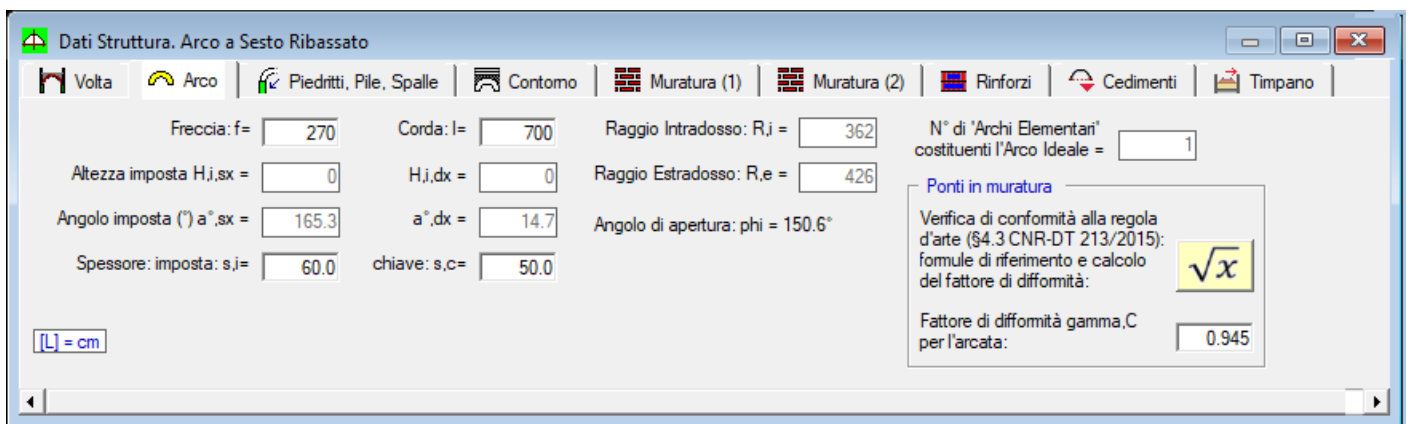 Dati Struttura. Arco a Sesto Ribassato
Volta Arco Piedritti, Pile, Spalle Contorno Muratura (1) Muratura (2) Rinforzi Cedimenti Timpano
Freccia: f= 270 Corda: l= 700 Raggio Intradosso: R,i = 362
Altezza imposta H,i,sx = 0 H,i,dx = 0 Raggio Estradosso: R,e = 426
Angolo imposta (°) a°,sx = 165.3 a°,dx = 14.7 Angolo di apertura: phi = 150.6°
Spessore: imposta: s,i= 60.0 chiave: s,c= 50.0
[L] = cm
N° di 'Archi Elementari'
costituenti l'Arco Ideale = 1
Ponti in muratura
Verifica di conformità alla regola
d'arte (§4.3 CNR-DT 213/2015):
formule di riferimento e calcolo
del fattore di difformità:
√x
Fattore di difformità gamma,C
per l'arcata: 0.945